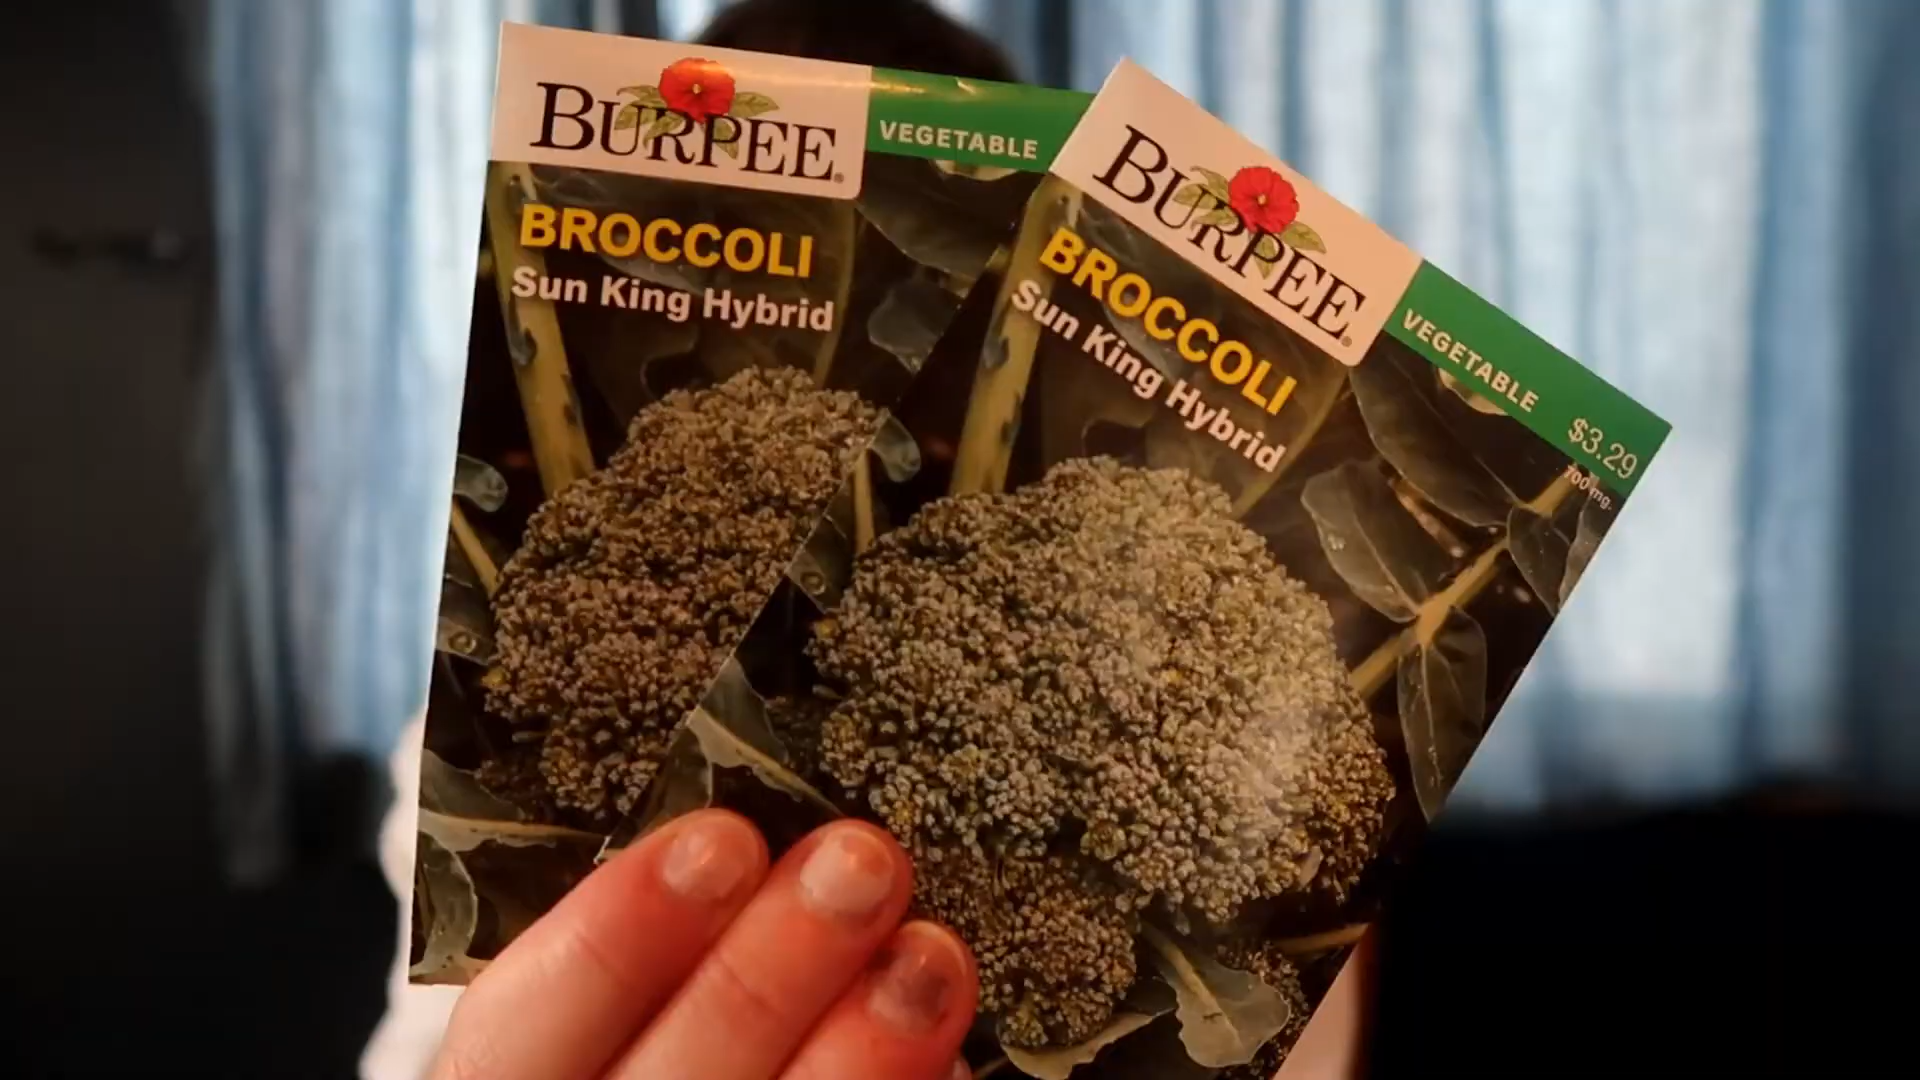 BURPEE®
VEGETABLE
BROCCOLI
Sun King Hybrid
BURPEE®
VEGETABLE
$3.29
700 mg.
BROCCOLI
Sun King Hybrid